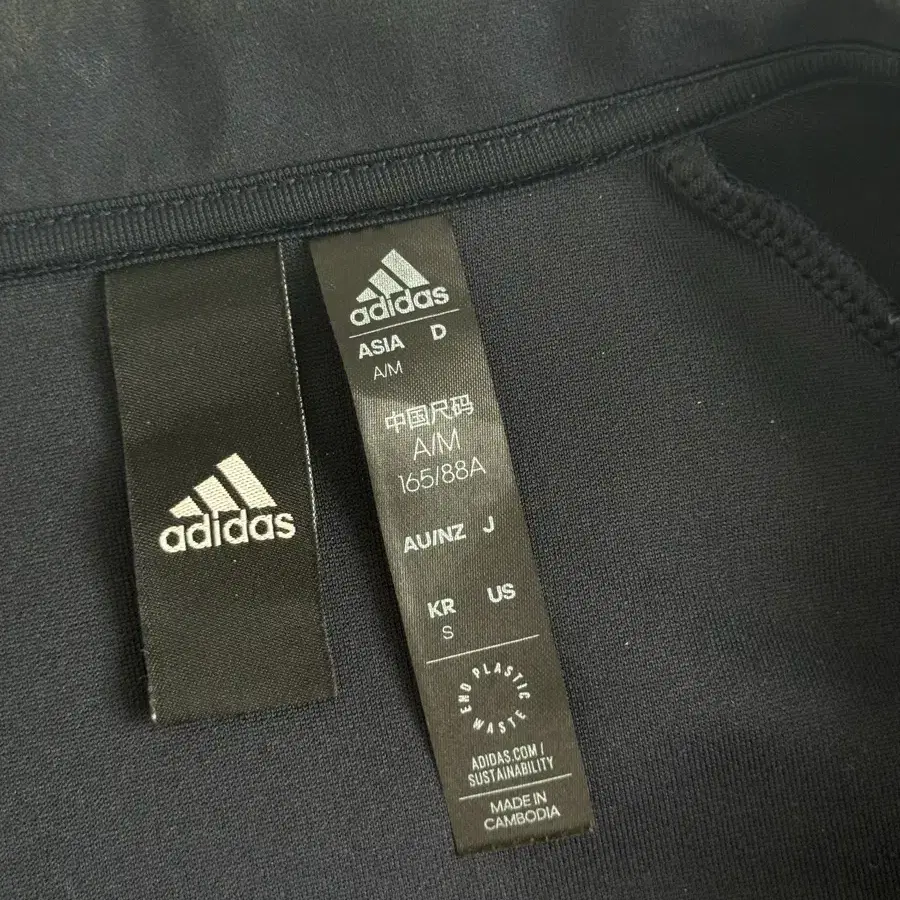 adidas
adidas
ASIA D
A/M
中国尺码
A/M
165/88A
AU/NZ J
KR US
S
END PLASTIC WASTE
ADIDAS.COM/
SUSTAINABILITY
MADE IN
CAMBODIA